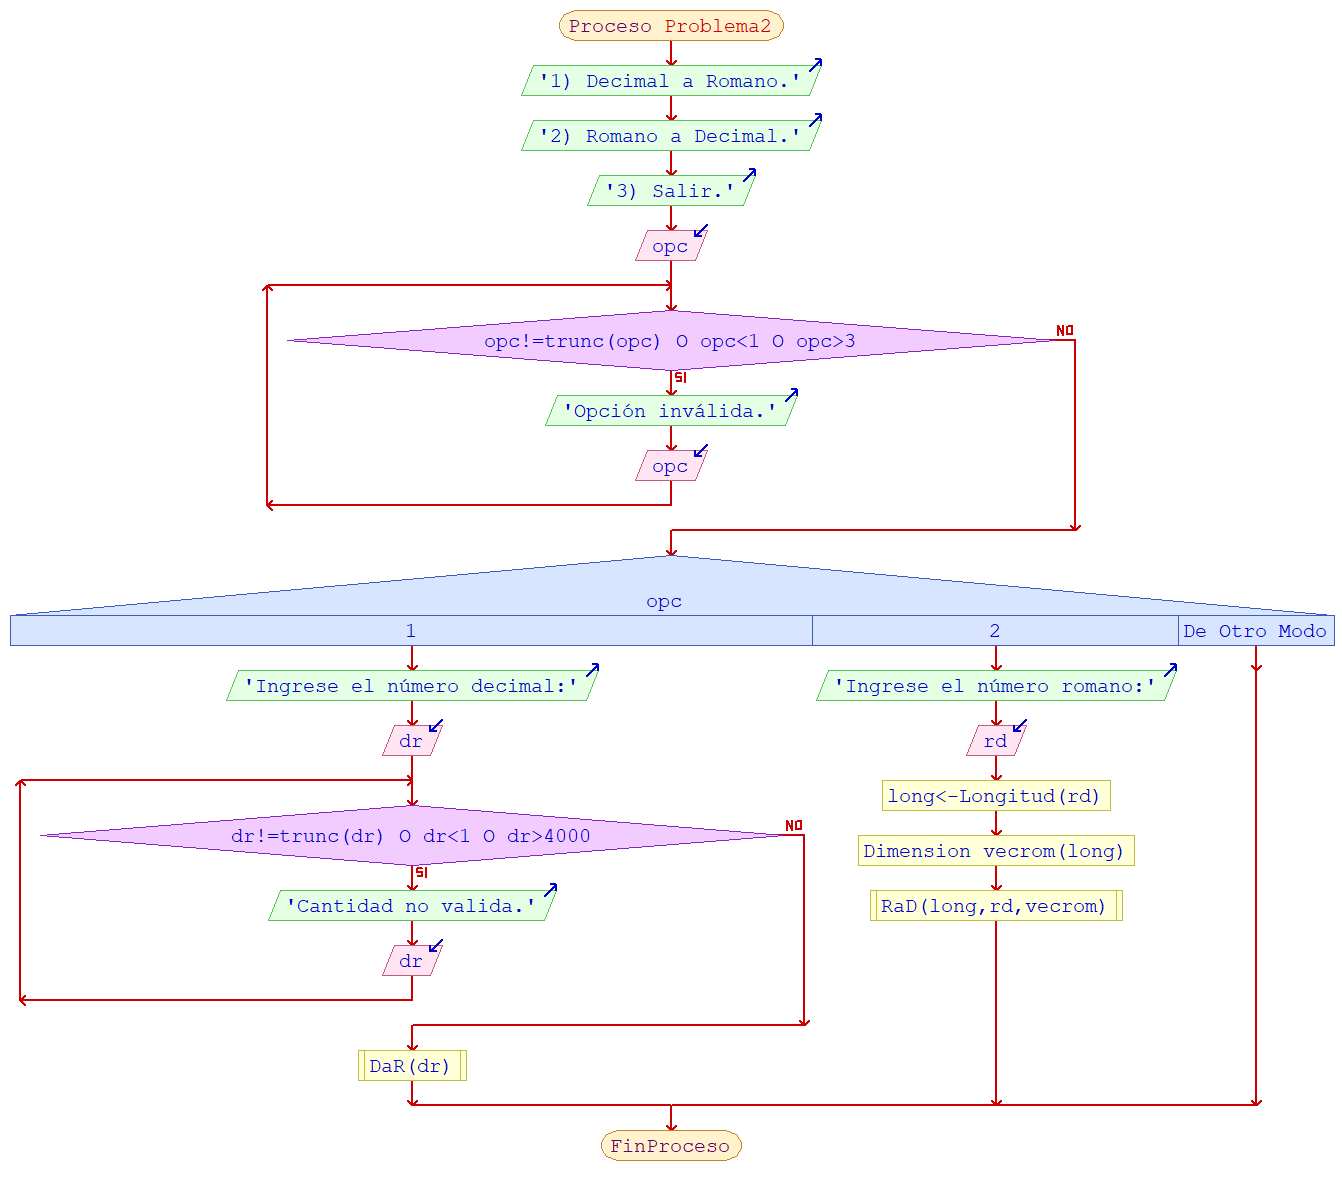 Proceso Problema2
'1) Decimal a Romano.'
'2) Romano a Decimal.'
'3) Salir.'
opc
opc!=trunc(opc) O opc<1 O opc>3
NO
SI
'Opción inválida.'
opc
opc
1
2
De Otro Modo
'Ingrese el número decimal:'
dr
dr!=trunc(dr) O dr<1 O dr>4000
NO
SI
'Cantidad no valida.'
dr
DaR(dr)
'Ingrese el número romano:'
rd
long<-Longitud(rd)
Dimension vecrom(long)
RaD(long,rd,vecrom)
FinProceso